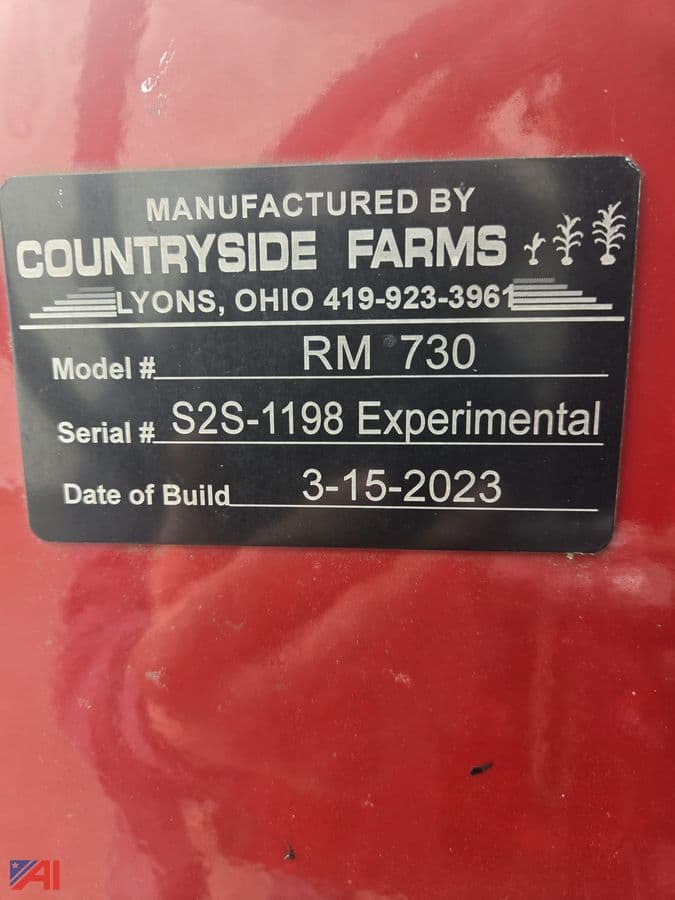 MANUFACTURED BY
COUNTRYSIDE FARMS
LYONS, OHIO 419-923-3961
Model # RM 730
Serial # S2S-1198 Experimental
Date of Build 3-15-2023
AI